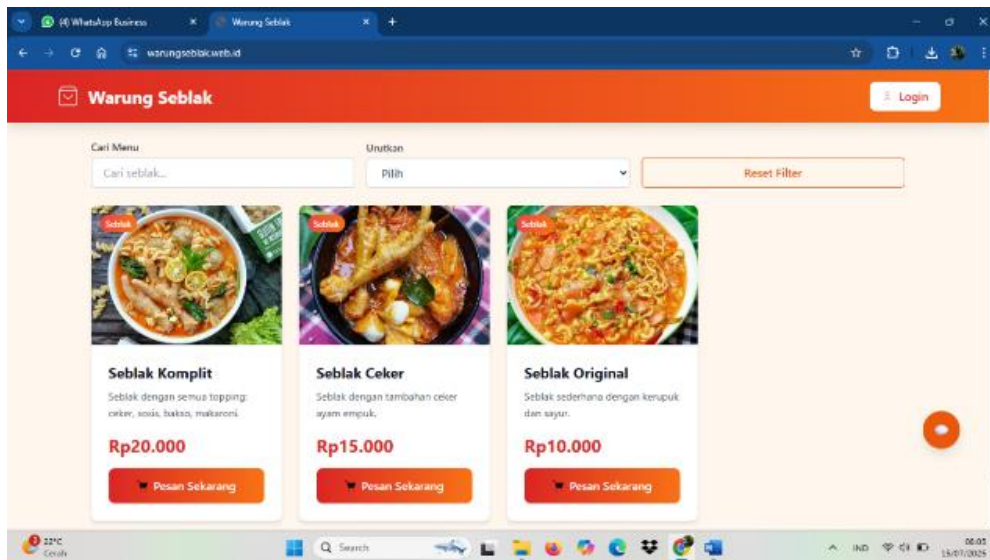 (4) WhatsApp Business
Warung Seblak
warungseblak.web.id
Warung Seblak
Login
Cari Menu
Urutkan
Cari seblak...
Pilih
Reset Filter
Seblak
Seblak
Seblak
Seblak Komplit
Seblak dengan semua topping:
ceker, sosis, bakso, makaroni.
Rp20.000
Pesan Sekarang
Seblak Ceker
Seblak dengan tambahan ceker
ayam empuk.
Rp15.000
Pesan Sekarang
Seblak Original
Seblak sederhana dengan kerupuk
dan sayur.
Rp10.000
Pesan Sekarang
22°C
Cerah
Search
IND
08:05
15/07/2025